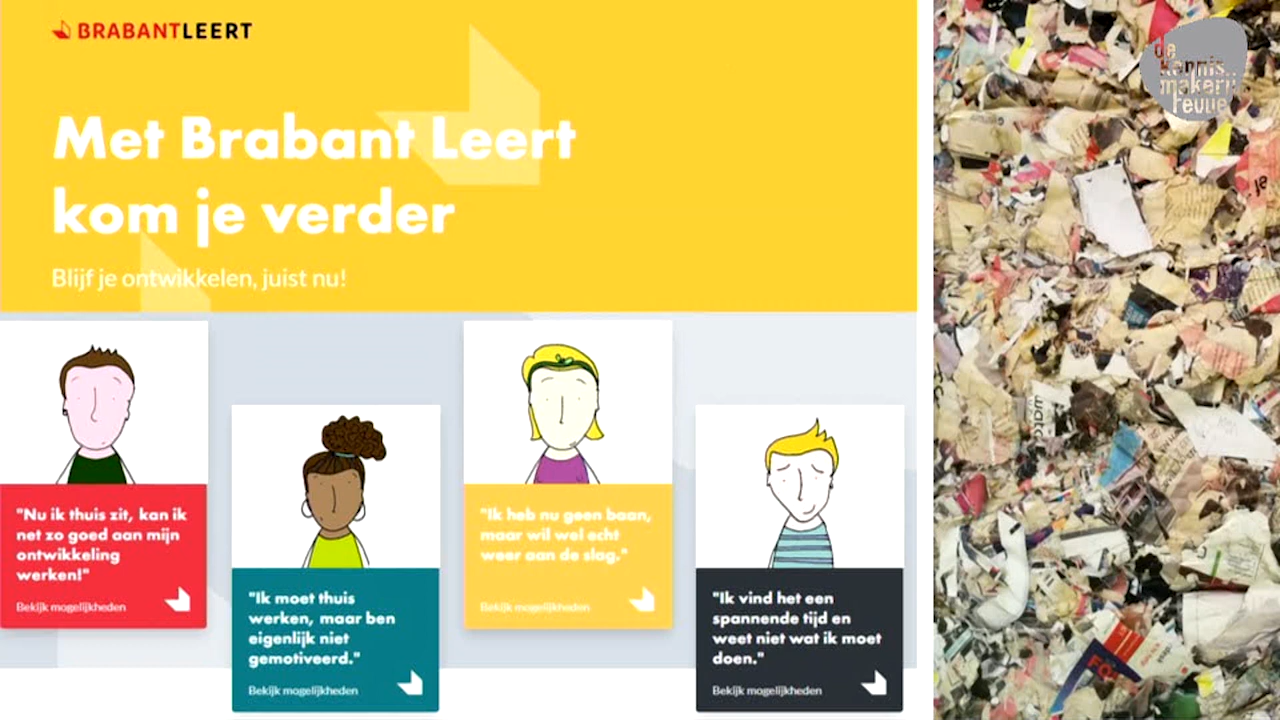 BRABANTLEERT
Met Brabant Leert
kom je verder
Blijf je ontwikkelen, juist nu!
"Nu ik thuis zit, kan ik
net zo goed aan mijn
ontwikkeling
werken!"
Bekijk mogelijkheden
"Ik moet thuis
werken, maar ben
eigenlijk niet
gemotiveerd."
Bekijk mogelijkheden
"Ik heb nu geen baan,
maar wil wel echt
weer aan de slag."
Bekijk mogelijkheden
"Ik vind het een
spannende tijd en
weet niet wat ik moet
doen."
Bekijk mogelijkheden
de
kennis
makerij
revue